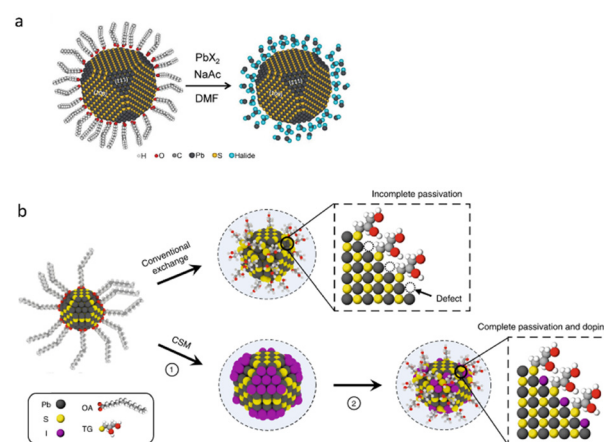 a
PbX₂
NaAc
DMF
[111]
H O C Pb S Halide
b
Incomplete passivation
Conventional
exchange
Defect
CSM
1
2
Complete passivation and dopin
Pb OA
S
I TG